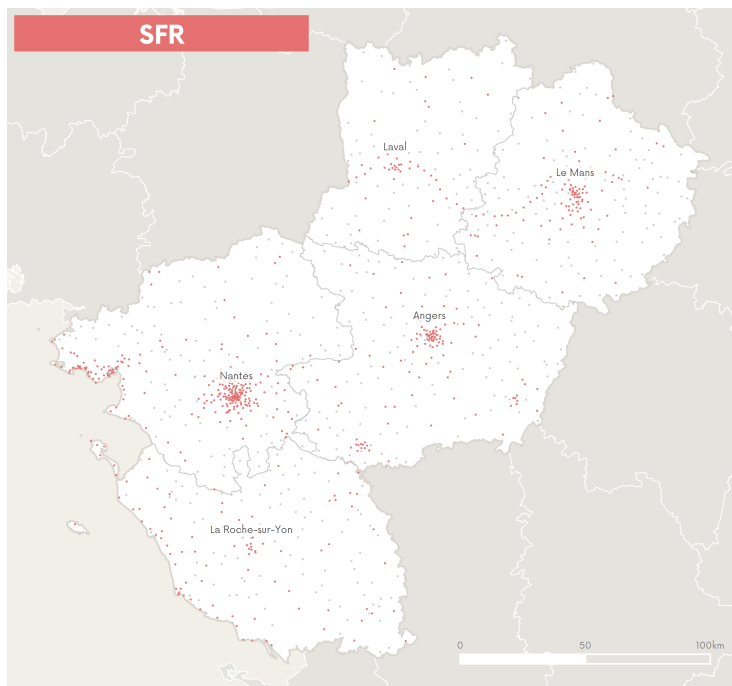 SFR
Laval
Le Mans
Angers
Nantes
La Roche-sur-Yon
0 50 100km